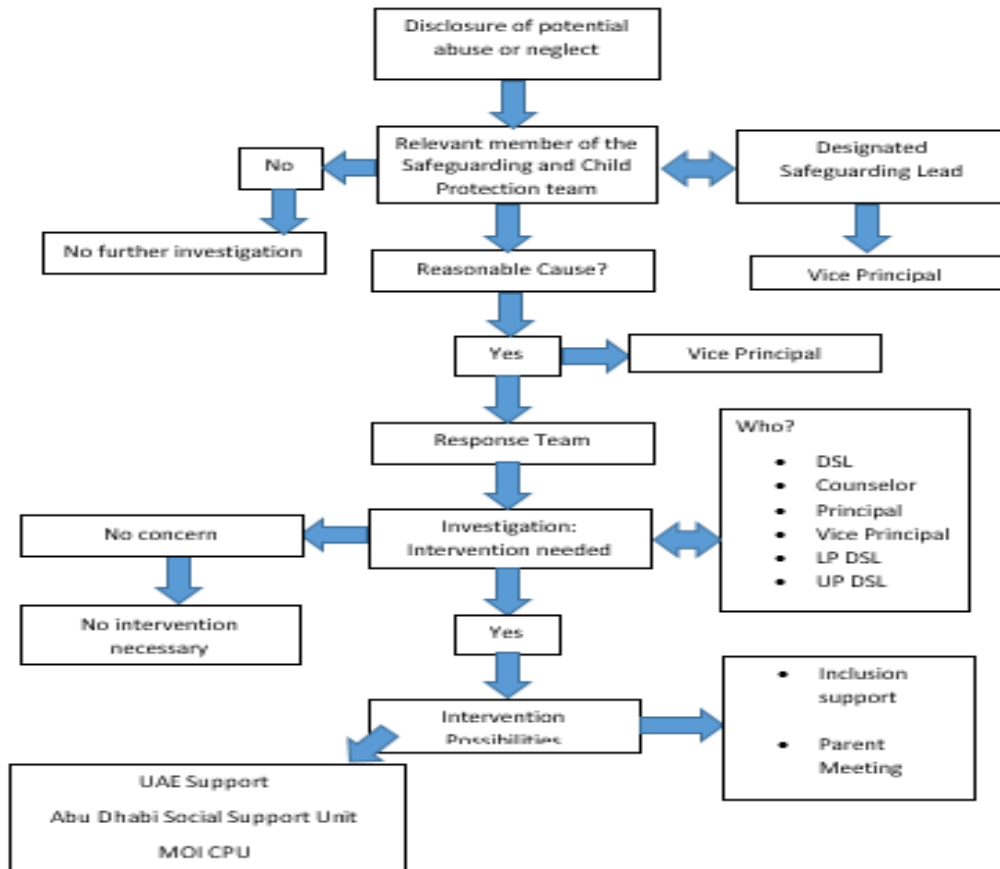 Disclosure of potential
abuse or neglect
Relevant member of the
Safeguarding and Child
Protection team
No
Designated
Safeguarding Lead
No further investigation
Reasonable Cause?
Vice Principal
Yes
Vice Principal
Response Team
Who?
• DSL
• Counselor
• Principal
• Vice Principal
• LP DSL
• UP DSL
No concern
Investigation:
Intervention needed
No intervention
necessary
Yes
Intervention
Possibilities
• Inclusion
support
• Parent
Meeting
UAE Support
Abu Dhabi Social Support Unit
MOI CPU